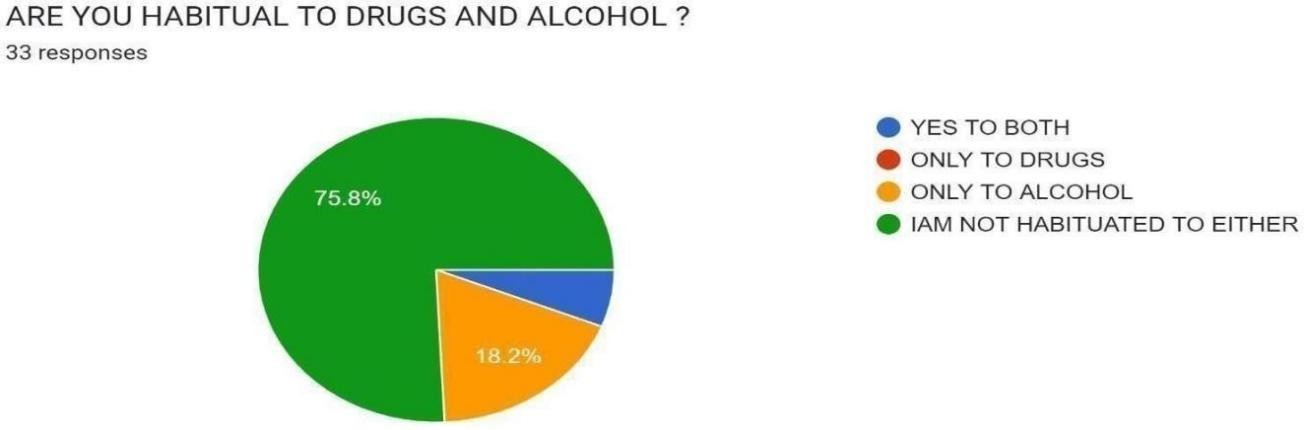 ARE YOU HABITUAL TO DRUGS AND ALCOHOL ?
33 responses
YES TO BOTH
ONLY TO DRUGS
ONLY TO ALCOHOL
IAM NOT HABITUATED TO EITHER
75.8%
18.2%